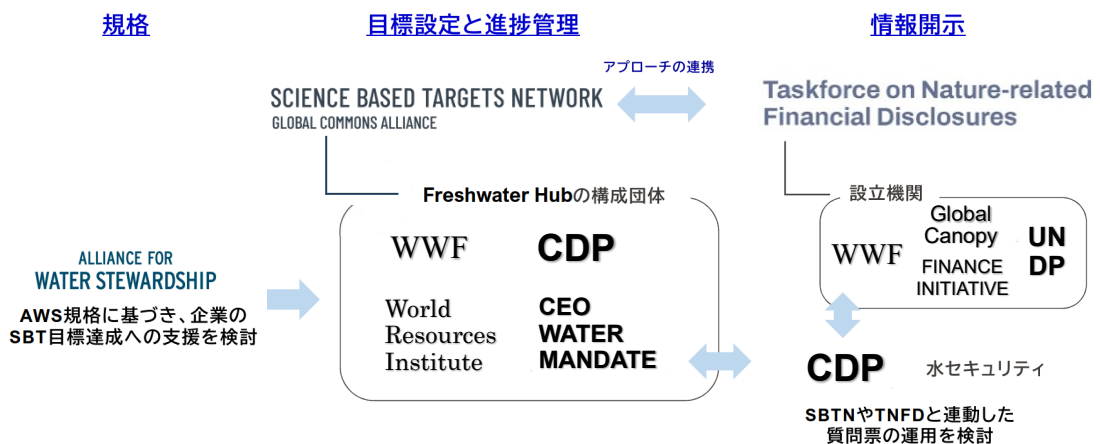 規格
目標設定と進捗管理
情報開示
アプローチの連携
SCIENCE BASED TARGETS NETWORK
GLOBAL COMMONS ALLIANCE
Taskforce on Nature-related
Financial Disclosures
Freshwater Hubの構成団体
WWF
CDP
World
Resources
Institute
CEO
WATER
MANDATE
設立機関
WWF
Global
Canopy
FINANCE
INITIATIVE
UN
DP
ALLIANCE FOR
WATER STEWARDSHIP
AWS規格に基づき、企業の
SBT目標達成への支援を検討
CDP
水セキュリティ
SBTNやTNFDと連動した
質問票の運用を検討